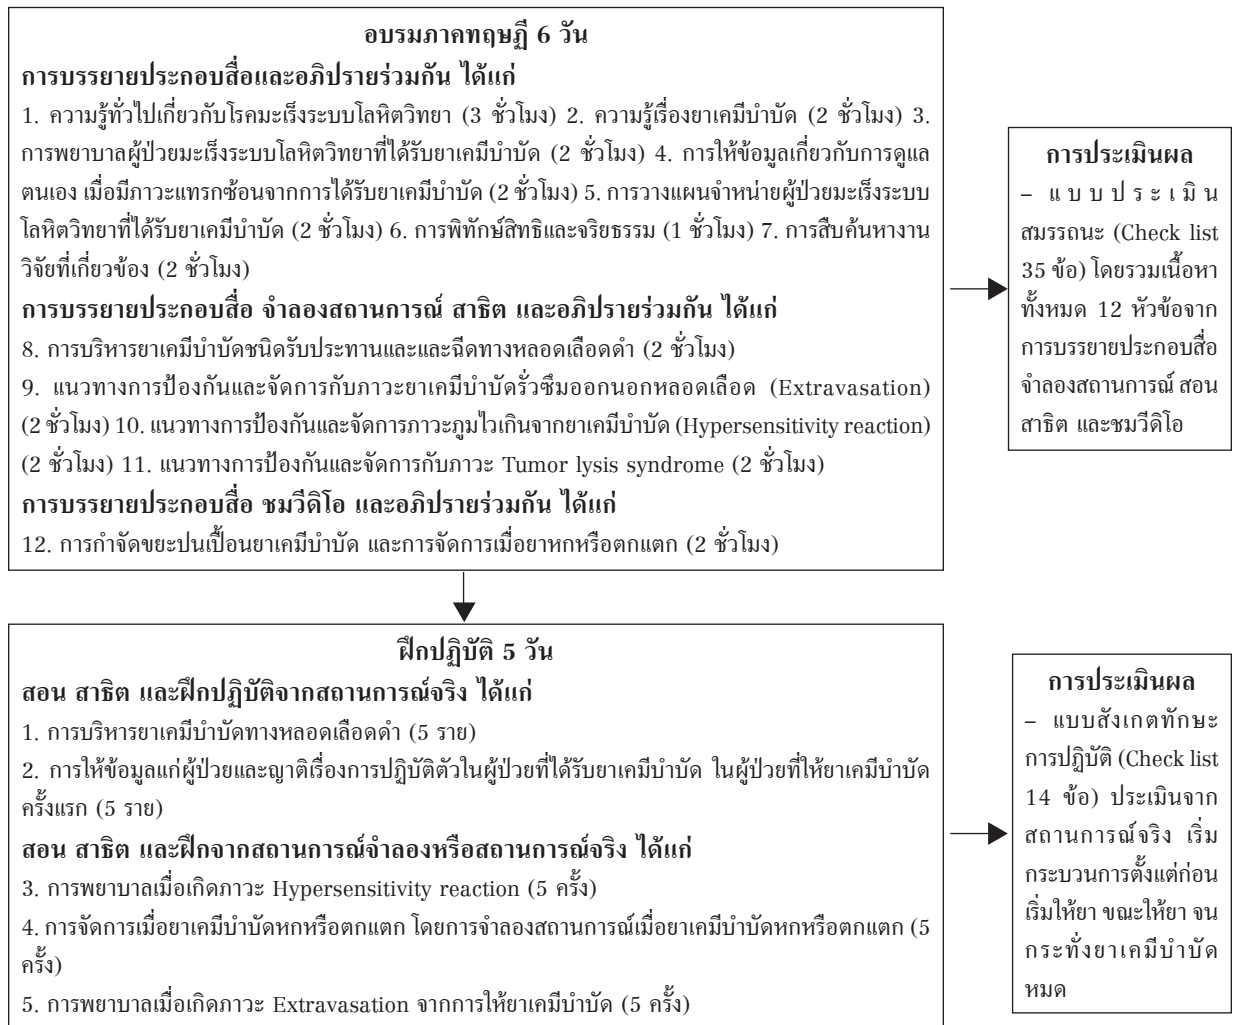 อบรมภาคทฤษฏี 6 วัน
การบรรยายประกอบสื่อและอภิปรายร่วมกัน ได้แก่
1. ความรู้ทั่วไปเกี่ยวกับโรคมะเร็งระบบโลหิตวิทยา (3 ชั่วโมง) 2. ความรู้เรื่องยาเคมีบำบัด (2 ชั่วโมง) 3.
การพยาบาลผู้ป่วยมะเร็งระบบโลหิตวิทยาที่ได้รับยาเคมีบำบัด (2 ชั่วโมง) 4. การให้ข้อมูลเกี่ยวกับการดูแล
ตนเอง เมื่อมีภาวะแทรกซ้อนจากการได้รับยาเคมีบำบัด (2 ชั่วโมง) 5. การวางแผนจำหน่ายผู้ป่วยมะเร็งระบบ
โลหิตวิทยาที่ได้รับยาเคมีบำบัด (2 ชั่วโมง) 6. การพิทักษ์สิทธิและจริยธรรม (1 ชั่วโมง) 7. การสืบค้นหางาน
วิจัยที่เกี่ยวข้อง (2 ชั่วโมง)
การบรรยายประกอบสื่อ จำลองสถานการณ์ สาธิต และอภิปรายร่วมกัน ได้แก่
8. การบริหารยาเคมีบำบัดชนิดรับประทานและและฉีดทางหลอดเลือดดำ (2 ชั่วโมง)
9. แนวทางการป้องกันและจัดการกับภาวะยาเคมีบำบัดรั่วซึมออกนอกหลอดเลือด (Extravasation)
(2 ชั่วโมง) 10. แนวทางการป้องกันและจัดการภาวะภูมไวเกินจากยาเคมีบำบัด (Hypersensitivity reaction)
(2 ชั่วโมง) 11. แนวทางการป้องกันและจัดการกับภาวะ Tumor lysis syndrome (2 ชั่วโมง)
การบรรยายประกอบสื่อ ชมวีดิโอ และอภิปรายร่วมกัน ได้แก่
12. การกำจัดขยะปนเปื้อนยาเคมีบำบัด และการจัดการเมื่อยาหกหรือตกแตก (2 ชั่วโมง)
การประเมินผล
– แบบประเมิน
สมรรถนะ (Check list
35 ข้อ) โดยรวมเนื้อหา
ทั้งหมด 12 หัวข้อจาก
การบรรยายประกอบสื่อ
จำลองสถานการณ์ สอน
สาธิต และชมวีดิโอ
ฝึกปฏิบัติ 5 วัน
สอน สาธิต และฝึกปฏิบัติจากสถานการณ์จริง ได้แก่
1. การบริหารยาเคมีบำบัดทางหลอดเลือดดำ (5 ราย)
2. การให้ข้อมูลแก่ผู้ป่วยและญาติเรื่องการปฏิบัติตัวในผู้ป่วยที่ได้รับยาเคมีบำบัด ในผู้ป่วยที่ให้ยาเคมีบำบัด
ครั้งแรก (5 ราย)
สอน สาธิต และฝึกจากสถานการณ์จำลองหรือสถานการณ์จริง ได้แก่
3. การพยาบาลเมื่อเกิดภาวะ Hypersensitivity reaction (5 ครั้ง)
4. การจัดการเมื่อยาเคมีบำบัดหกหรือตกแตก โดยการจำลองสถานการณ์เมื่อยาเคมีบำบัดหกหรือตกแตก (5
ครั้ง)
5. การพยาบาลเมื่อเกิดภาวะ Extravasation จากการให้ยาเคมีบำบัด (5 ครั้ง)
การประเมินผล
– แบบสังเกตทักษะ
การปฏิบัติ (Check list
14 ข้อ) ประเมินจาก
สถานการณ์จริง เริ่ม
กระบวนการตั้งแต่ก่อน
เริ่มให้ยา ขณะให้ยา จน
กระทั่งยาเคมีบำบัด
หมด